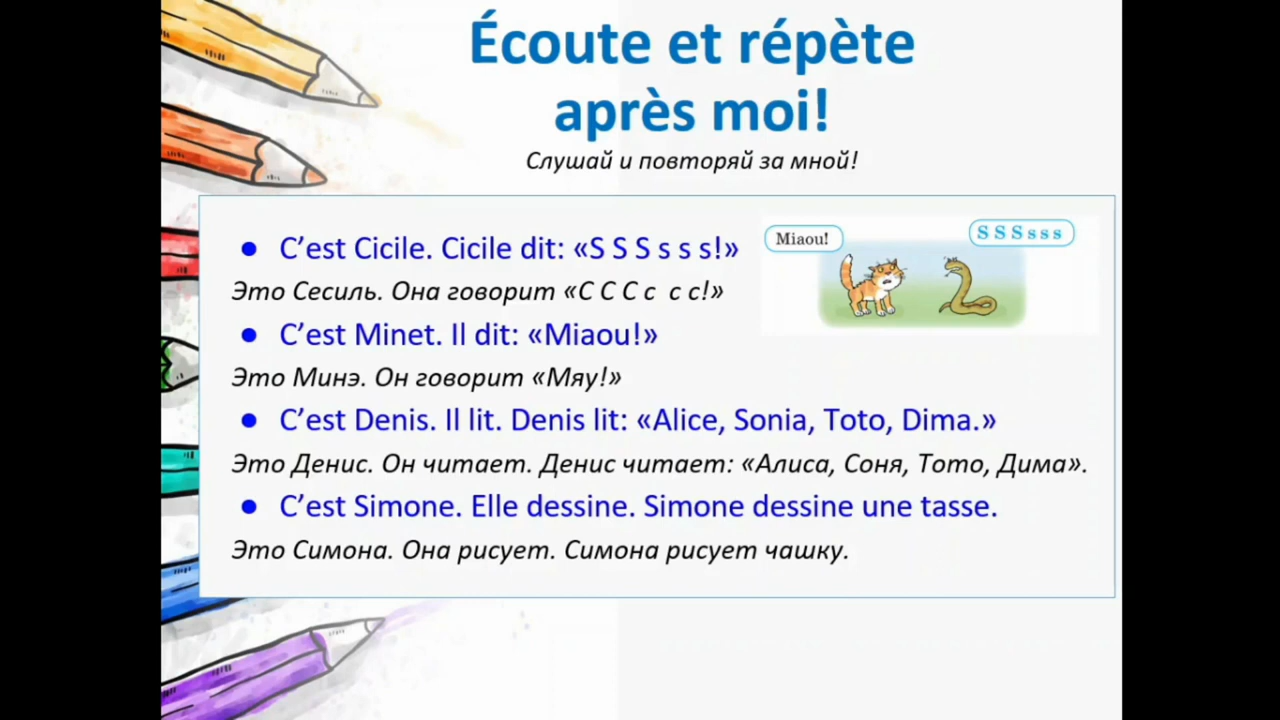 Écoute et répète
après moi!
Слушай и повторяй за мной!
• C’est Cicile. Cicile dit: «S S S s s s!»
Это Сесиль. Она говорит «С С С с с с!»
• C’est Minet. Il dit: «Miaou!»
Это Минэ. Он говорит «Мяу!»
• C’est Denis. Il lit. Denis lit: «Alice, Sonia, Toto, Dima.»
Это Денис. Он читает. Денис читает: «Алиса, Соня, Тото, Дима».
• C’est Simone. Elle dessine. Simone dessine une tasse.
Это Симона. Она рисует. Симона рисует чашку.
Miaou!
S S S s s s